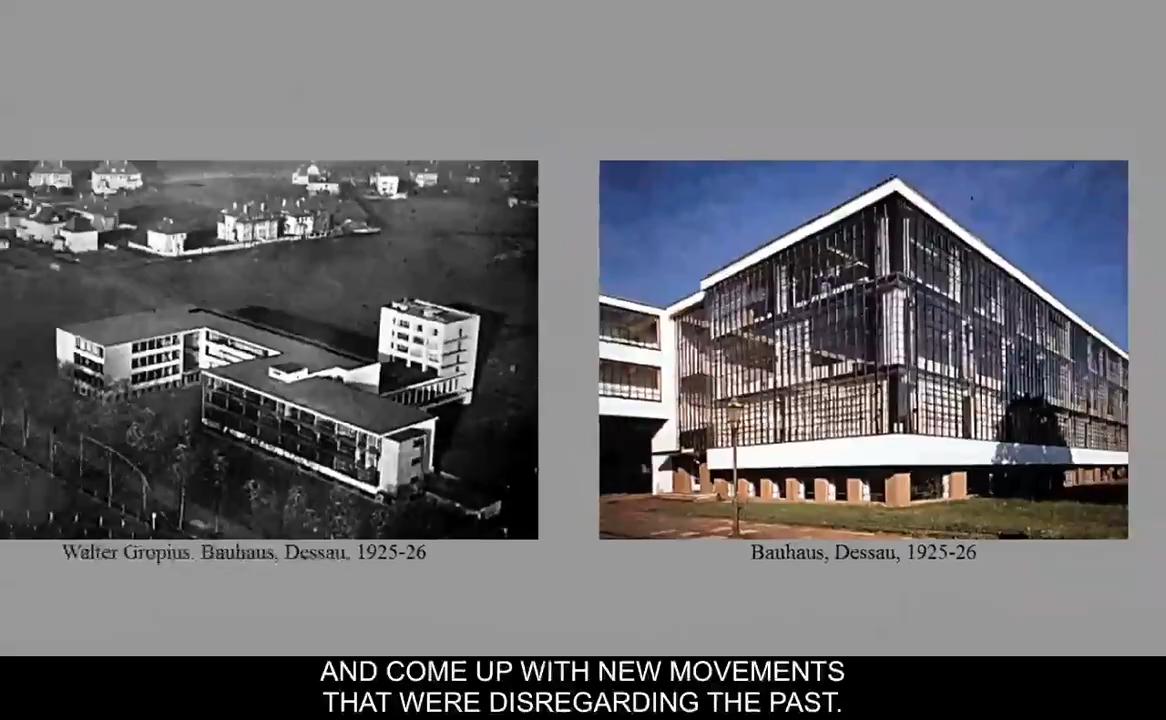 Walter Gropius. Bauhaus, Dessau. 1925-26
Bauhaus, Dessau, 1925-26
AND COME UP WITH NEW MOVEMENTS
THAT WERE DISREGARDING THE PAST.